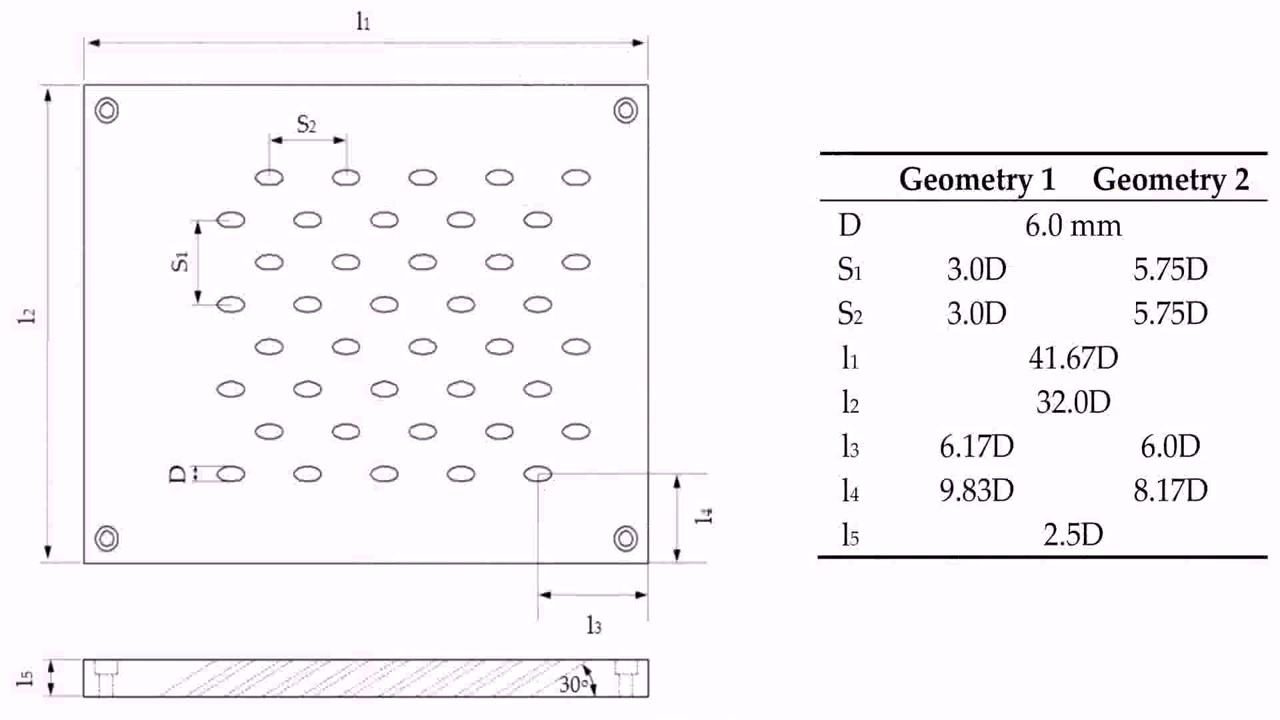 l1
S2
S1
l2
D
l4
l3
l5
30°
Geometry 1 Geometry 2
D 6.0 mm
S1 3.0D 5.75D
S2 3.0D 5.75D
l1 41.67D
l2 32.0D
l3 6.17D 6.0D
l4 9.83D 8.17D
l5 2.5D